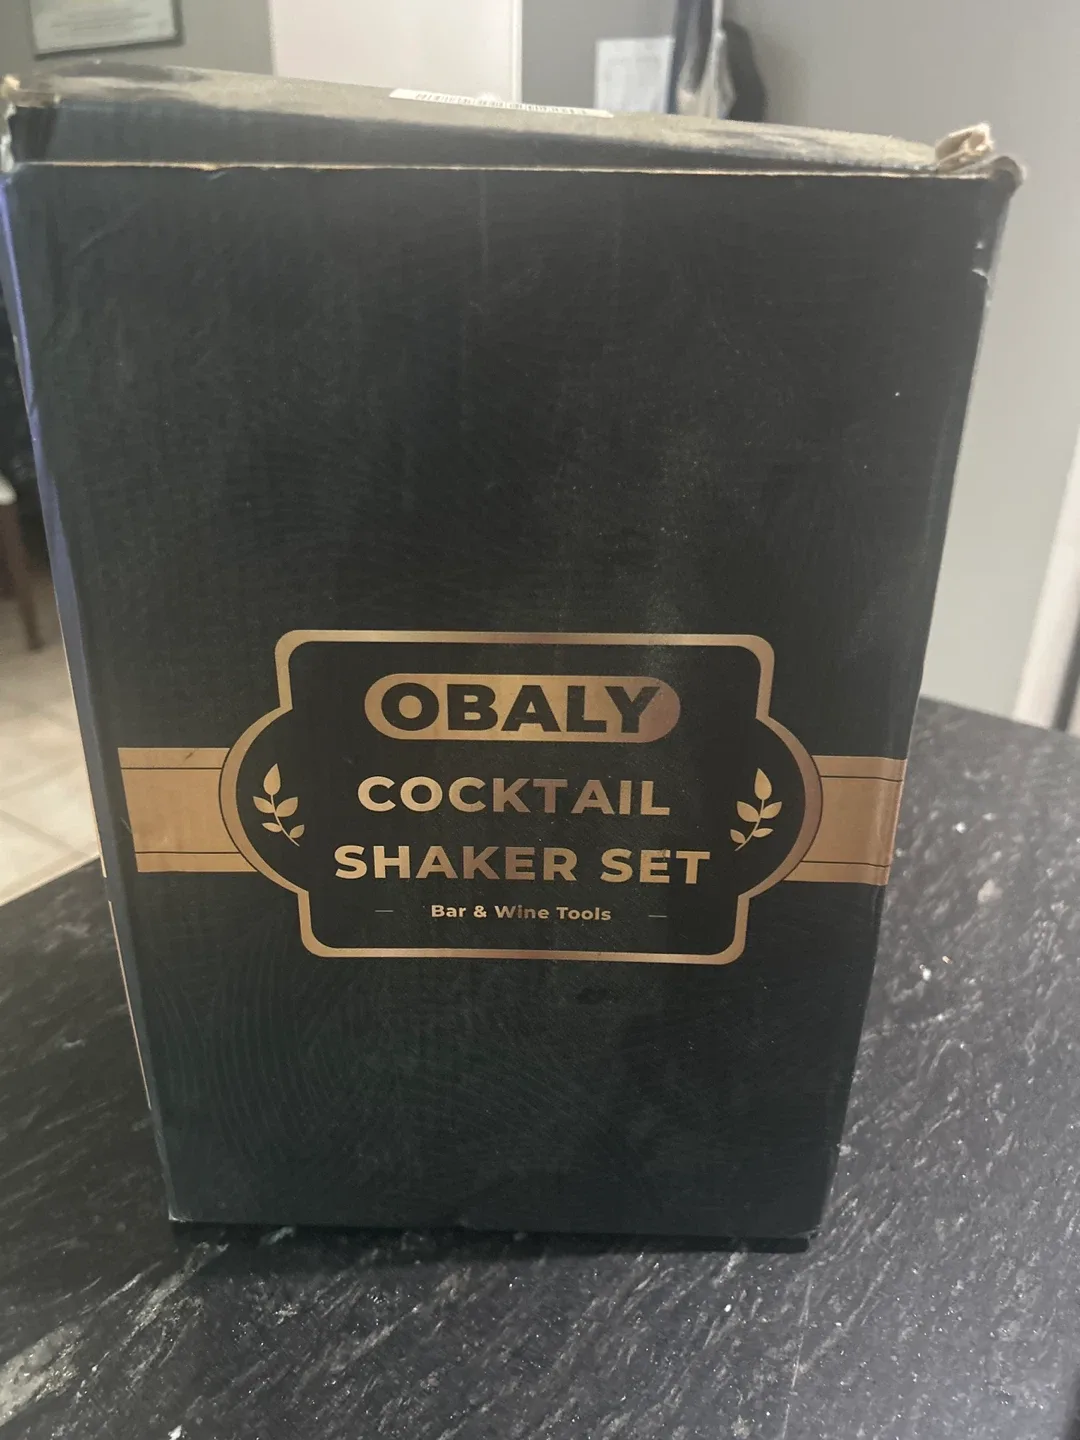 OBALY
COCKTAIL
SHAKER SET
Bar & Wine Tools